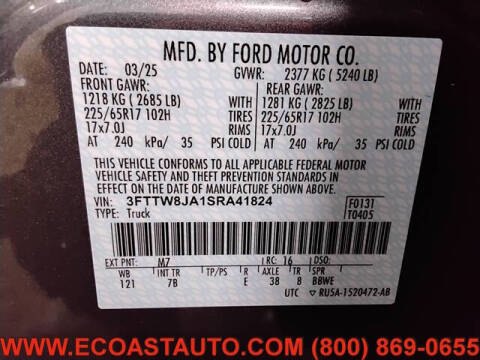 MFD. BY FORD MOTOR CO.
DATE: 03/25 GVWR: 2377 KG ( 5240 LB)
FRONT GAWR: REAR GAWR:
1218 KG ( 2685 LB) 1281 KG ( 2825 LB)
225/65R17 102H TIRES 225/65R17 102H TIRES
17x7.0J RIMS 17x7.0J RIMS
AT 240 kPa/ 35 PSI COLD AT 240 kPa/ 35 PSI COLD
THIS VEHICLE CONFORMS TO ALL APPLICABLE FEDERAL MOTOR
VEHICLE SAFETY AND THEFT PREVENTION STANDARDS IN
EFFECT ON THE DATE OF MANUFACTURE SHOWN ABOVE.
VIN: 3FTTW8JA1SRA41824 F0131
TYPE: Truck T0405
EXT PNT: M7 RC: 16 DSO:
WB INT TR TP/PS R AXLE TR SPR
121 7B E 38 8 BBWE
UTC RU5A-1520472-AB
WWW.ECOASTAUTO.COM (800) 869-0655